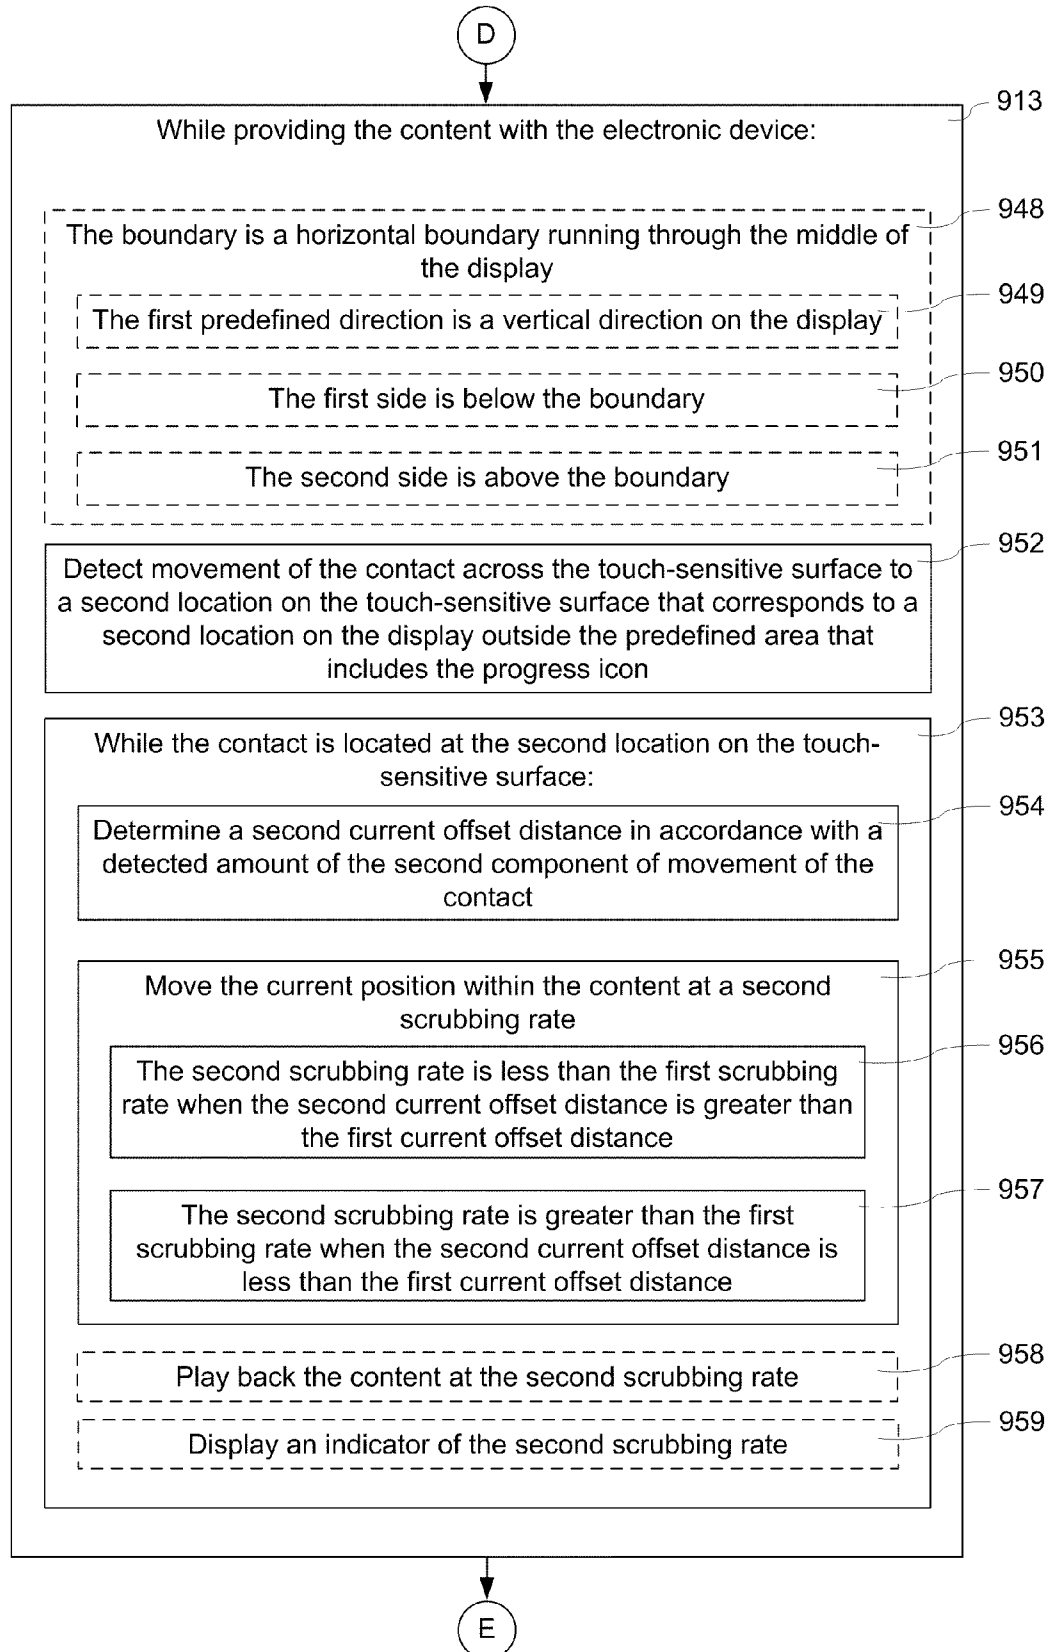 D
913
While providing the content with the electronic device:
948
The boundary is a horizontal boundary running through the middle of
the display
949
The first predefined direction is a vertical direction on the display
950
The first side is below the boundary
951
The second side is above the boundary
952
Detect movement of the contact across the touch-sensitive surface to
a second location on the touch-sensitive surface that corresponds to a
second location on the display outside the predefined area that
includes the progress icon
953
While the contact is located at the second location on the touch-
sensitive surface:
954
Determine a second current offset distance in accordance with a
detected amount of the second component of movement of the
contact
955
Move the current position within the content at a second
scrubbing rate
956
The second scrubbing rate is less than the first scrubbing
rate when the second current offset distance is greater than
the first current offset distance
957
The second scrubbing rate is greater than the first
scrubbing rate when the second current offset distance is
less than the first current offset distance
958
Play back the content at the second scrubbing rate
959
Display an indicator of the second scrubbing rate
E